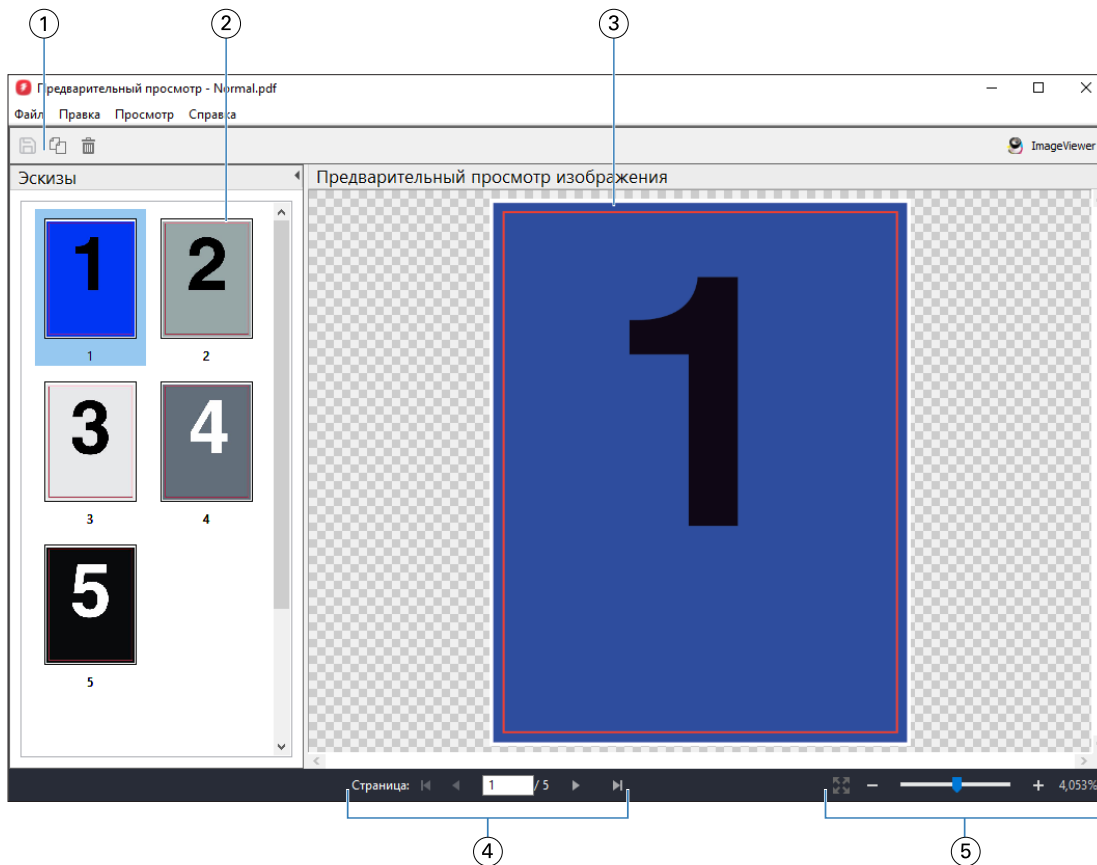 1 2 3
Предварительный просмотр - Normal.pdf
Файл Правка Просмотр Справка
ImageViewer
Эскизы
Предварительный просмотр изображения
1
1
2
2
3
3
4
4
5
5
1
Страница: 1 / 5
4,053%
4 5